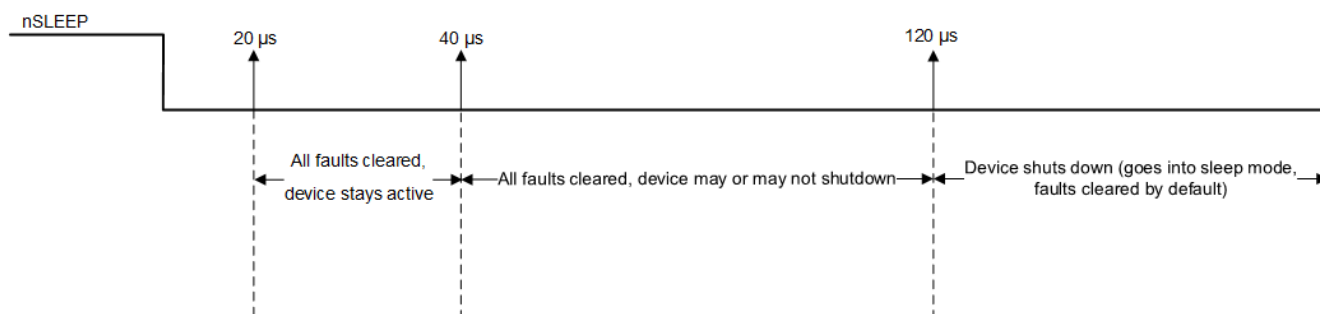 nSLEEP
20 µs
40 µs
120 µs
All faults cleared,
device stays active
All faults cleared, device may or may not shutdown
Device shuts down (goes into sleep mode,
faults cleared by default)